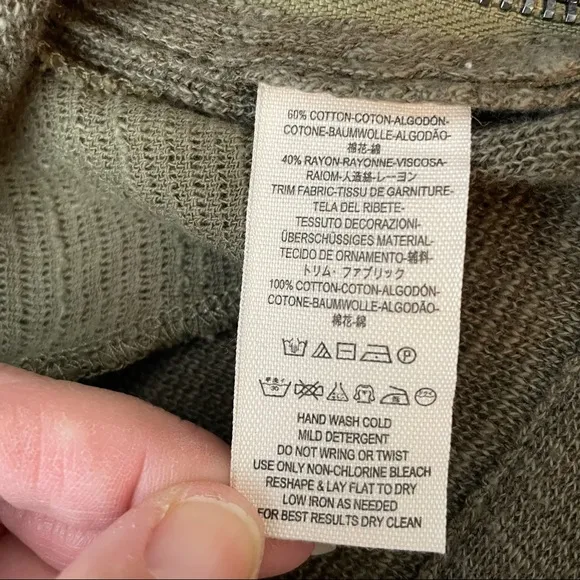 60% COTTON-COTON-ALGODÓN-
COTONE-BAUMWOLLE-ALGODÃO-
棉花-綿
40% RAYON-RAYONNE-VISCOSA-
RAIOM-人造絲-レーヨン
TRIM FABRIC-TISSU DE GARNITURE-
TELA DEL RIBETE-
TESSUTO DECORAZIONI-
ÜBERSCHÜSSIGES MATERIAL-
TECIDO DE ORNAMENTO-輔料-
トリム・ファブリック
100% COTTON-COTON-ALGODÓN-
COTONE-BAUMWOLLE-ALGODÃO-
棉花-綿
P
HAND WASH COLD
MILD DETERGENT
DO NOT WRING OR TWIST
USE ONLY NON-CHLORINE BLEACH
RESHAPE & LAY FLAT TO DRY
LOW IRON AS NEEDED
FOR BEST RESULTS DRY CLEAN